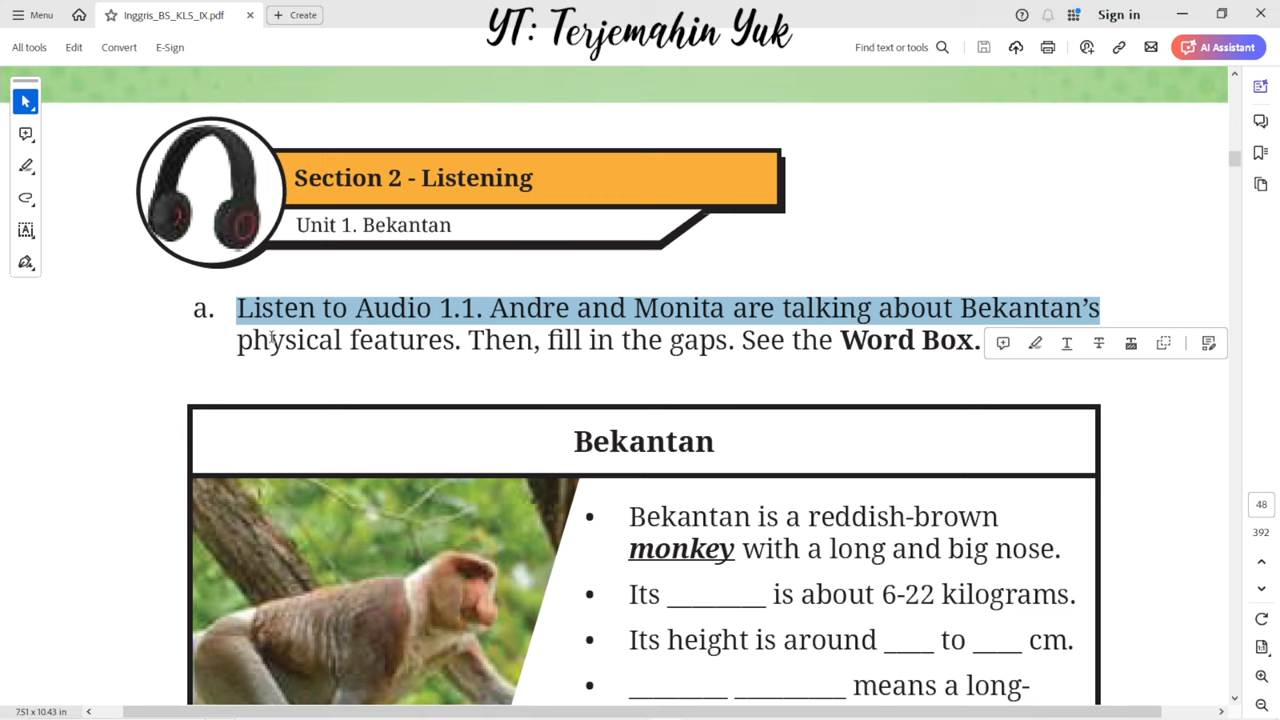 Menu
Inggris_BS_KLS_IX.pdf
Create
YT: Terjemahin Yuk
Sign in
All tools
Edit
Convert
E-Sign
Find text or tools
AI Assistant
Section 2 - Listening
Unit 1. Bekantan
a. Listen to Audio 1.1. Andre and Monita are talking about Bekantan’s
physical features. Then, fill in the gaps. See the Word Box.
Bekantan
• Bekantan is a reddish-brown
monkey with a long and big nose.
• Its ________ is about 6-22 kilograms.
• Its height is around ____ to ____ cm.
• ________ _________ means a long-
48
392
7.51 x 10.43 in